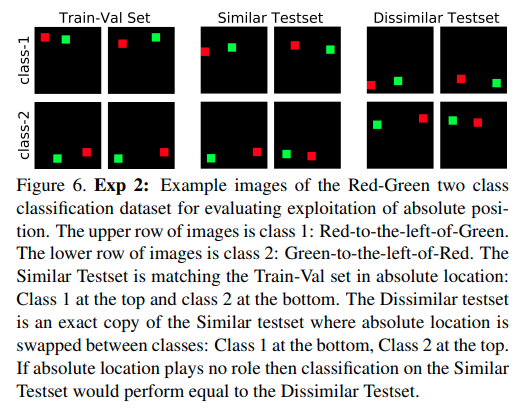 Train-Val Set Similar Testset Dissimilar Testset
class-1
class-2
Figure 6. Exp 2: Example images of the Red-Green two class
classification dataset for evaluating exploitation of absolute posi-
tion. The upper row of images is class 1: Red-to-the-left-of-Green.
The lower row of images is class 2: Green-to-the-left-of-Red. The
Similar Testset is matching the Train-Val set in absolute location:
Class 1 at the top and class 2 at the bottom. The Dissimilar testset
is an exact copy of the Similar testset where absolute location is
swapped between classes: Class 1 at the bottom, Class 2 at the top.
If absolute location plays no role then classification on the Similar
Testset would perform equal to the Dissimilar Testset.